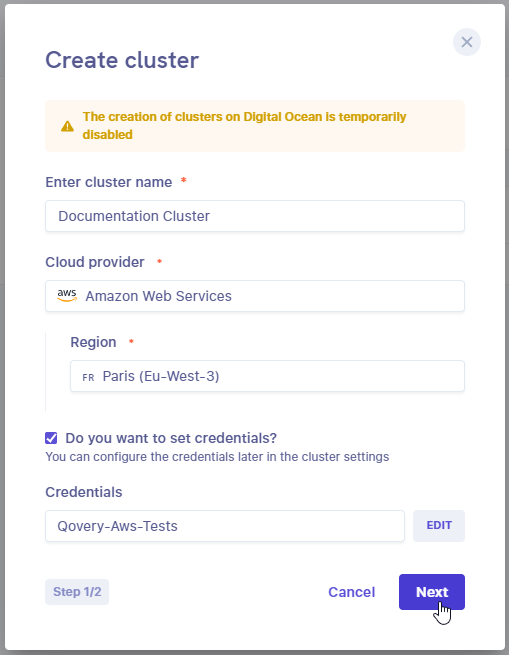 Create cluster
The creation of clusters on Digital Ocean is temporarily
disabled
Enter cluster name *
Documentation Cluster
Cloud provider *
aws Amazon Web Services
Region *
FR Paris (Eu-West-3)
Do you want to set credentials?
You can configure the credentials later in the cluster settings
Credentials
Qovery-Aws-Tests
EDIT
Step 1/2
Cancel
Next